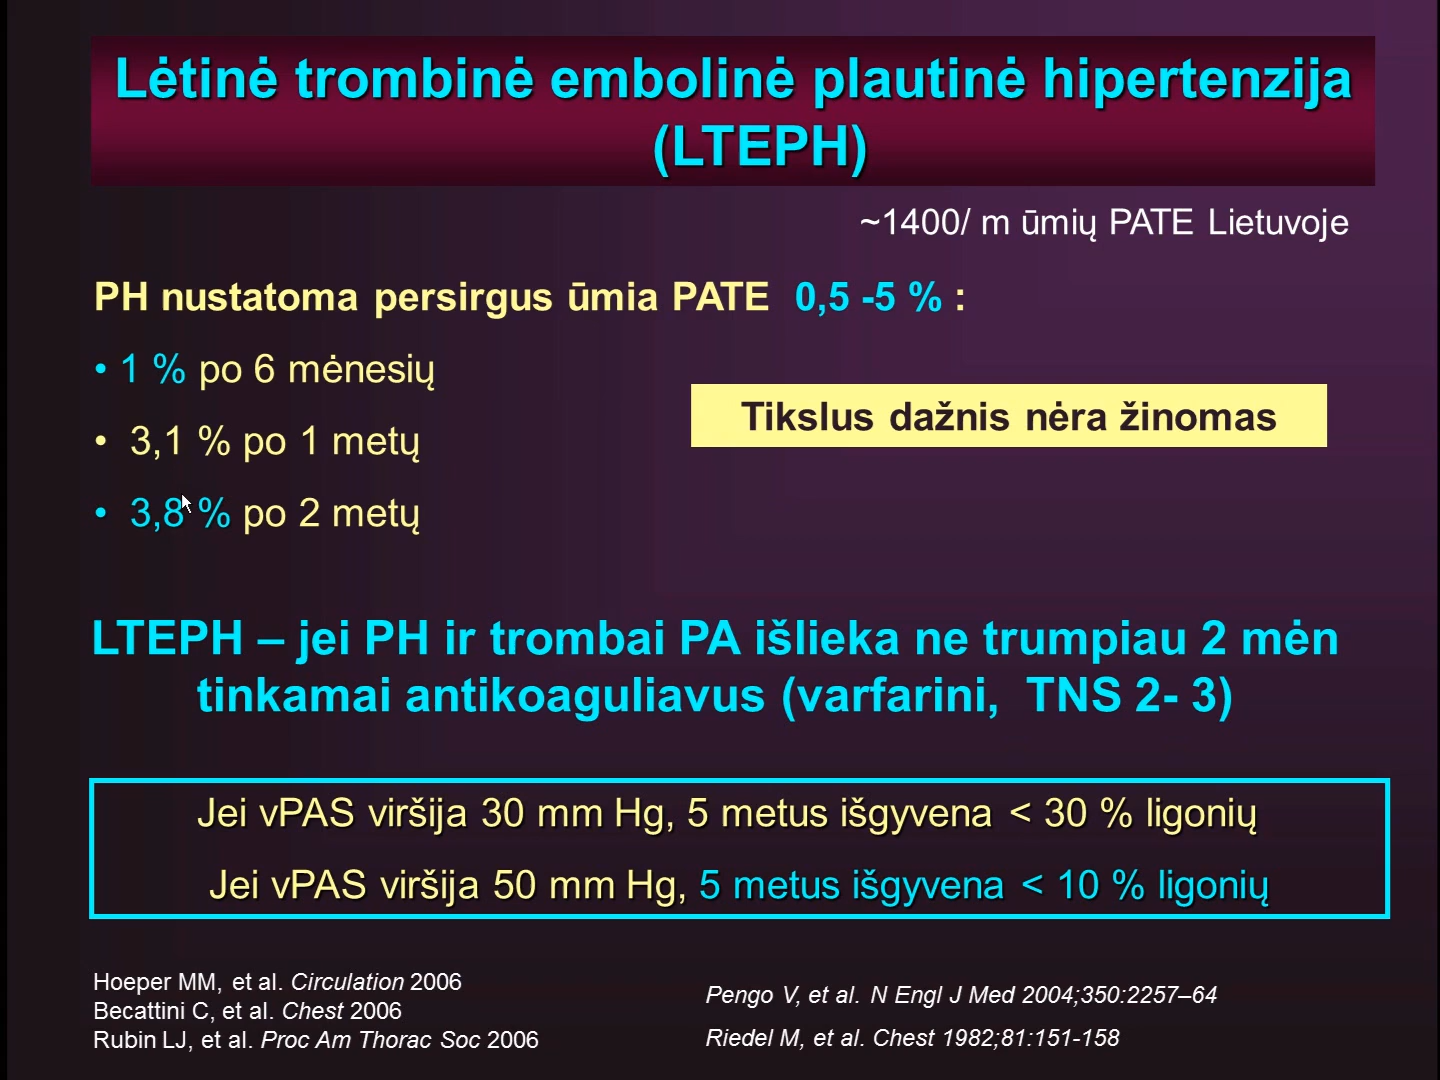 Lėtinė trombinė embolinė plautinė hipertenzija
(LTEPH)
~1400/ m ūmių PATE Lietuvoje
PH nustatoma persirgus ūmia PATE 0,5 -5 % :
• 1 % po 6 mėnesių
• 3,1 % po 1 metų
• 3,8 % po 2 metų
Tikslus dažnis nėra žinomas
LTEPH – jei PH ir trombai PA išlieka ne trumpiau 2 mėn
tinkamai antikoaguliavus (varfarini, TNS 2- 3)
Jei vPAS viršija 30 mm Hg, 5 metus išgyvena < 30 % ligonių
Jei vPAS viršija 50 mm Hg, 5 metus išgyvena < 10 % ligonių
Hoeper MM, et al. Circulation 2006
Becattini C, et al. Chest 2006
Rubin LJ, et al. Proc Am Thorac Soc 2006
Pengo V, et al. N Engl J Med 2004;350:2257–64
Riedel M, et al. Chest 1982;81:151-158